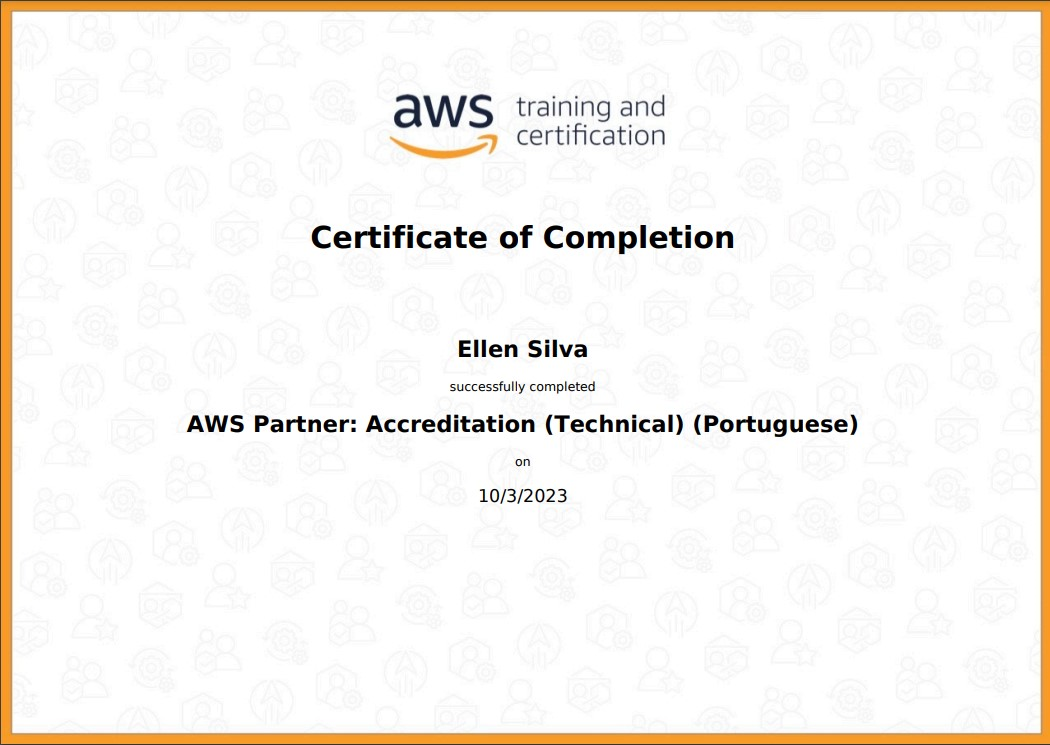 aws training and
certification
Certificate of Completion
Ellen Silva
successfully completed
AWS Partner: Accreditation (Technical) (Portuguese)
on
10/3/2023